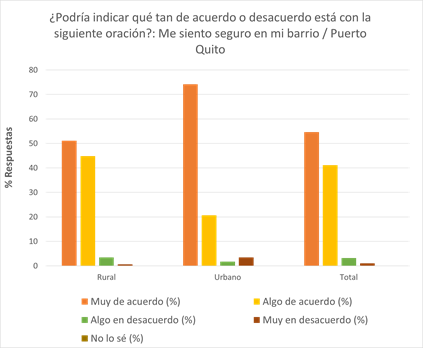 ¿Podría indicar qué tan de acuerdo o desacuerdo está con la
siguiente oración?: Me siento seguro en mi barrio / Puerto
Quito
% Respuestas
80
70
60
50
40
30
20
10
0
Rural Urbano Total
Muy de acuerdo (%) Algo de acuerdo (%)
Algo en desacuerdo (%) Muy en desacuerdo (%)
No lo sé (%)